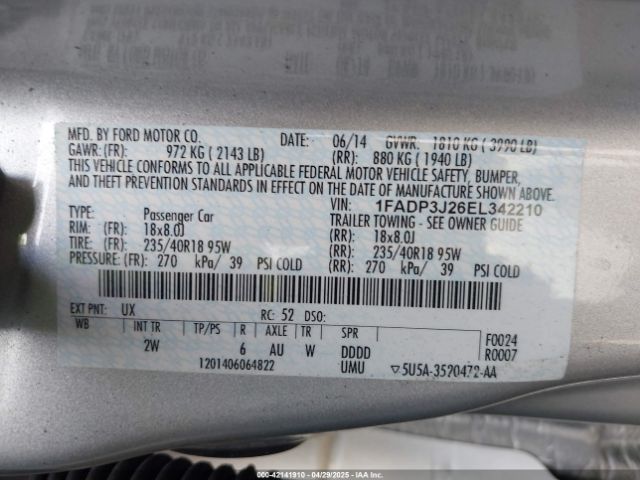 MFD. BY FORD MOTOR CO. DATE: 06/14 GVWR: 1810 KG ( 3990 LB)
GAWR: (FR): 972 KG ( 2143 LB) (RR): 880 KG ( 1940 LB)
THIS VEHICLE CONFORMS TO ALL APPLICABLE FEDERAL MOTOR VEHICLE SAFETY, BUMPER,
AND THEFT PREVENTION STANDARDS IN EFFECT ON THE DATE OF MANUFACTURE SHOWN ABOVE.
VIN: 1FADP3J26EL342210
TYPE: Passenger Car TRAILER TOWING - SEE OWNER GUIDE
RIM: (FR): 18x8.0J (RR): 18x8.0J
TIRE: (FR): 235/40R18 95W (RR): 235/40R18 95W
PRESSURE: (FR): 270 kPa/ 39 PSI COLD (RR): 270 kPa/ 39 PSI COLD
EXT PNT: UX RC: 52 DSO:
WB INT TR TP/PS R AXLE TR SPR
2W 6 AU W DDDD
F0024
R0007
1201406064822 UMU ▽5U5A-3520472-AA
000-42141910 | 04/29/2025 - IAAI.com